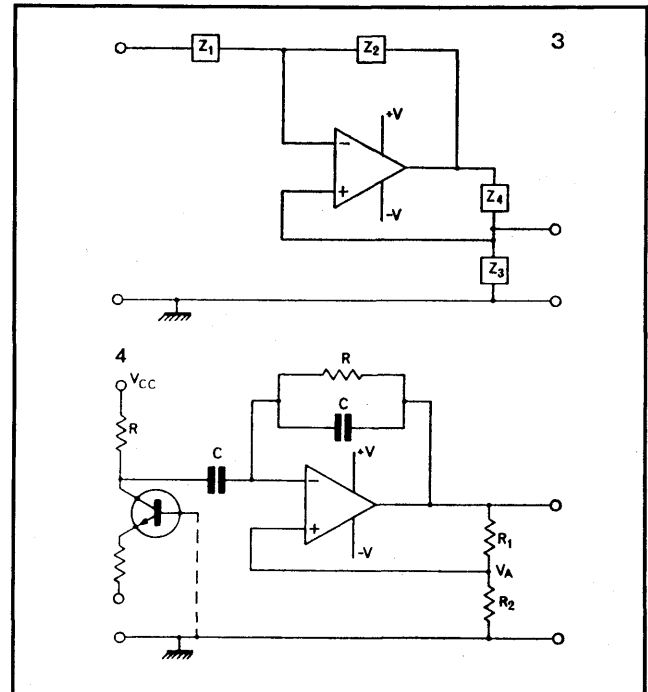 3
Z1
Z2
+V
−
+
-V
Z4
Z3
4
VCC
R
C
R
C
+V
−
+
-V
R1
VA
R2